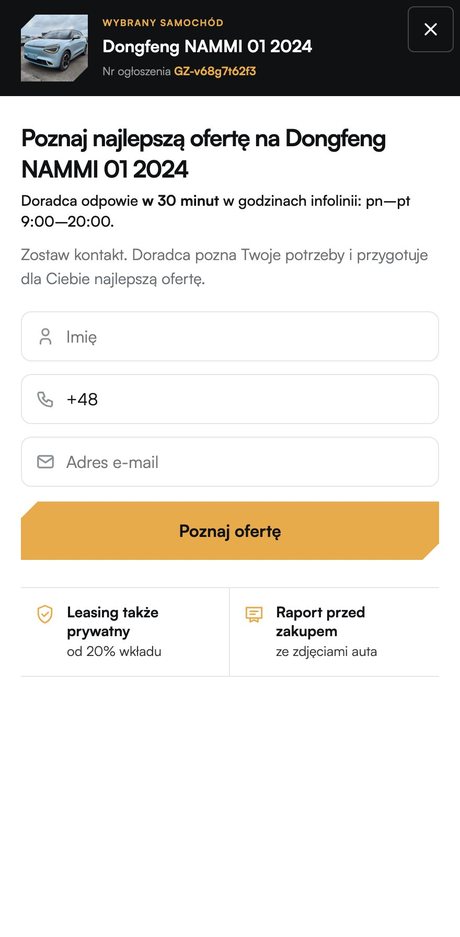 WYBRANY SAMOCHÓD
Dongfeng NAMMI 01 2024
Nr ogłoszenia GZ-v68g7t62f3
Poznaj najlepszą ofertę na Dongfeng
NAMMI 01 2024
Doradca odpowie w 30 minut w godzinach infolinii: pn—pt
9:00—20:00.
Zostaw kontakt. Doradca pozna Twoje potrzeby i przygotuje
dla Ciebie najlepszą ofertę.
Imię
+48
Adres e-mail
Poznaj ofertę
Leasing także
prywatny
od 20% wkładu
Raport przed
zakupem
ze zdjęciami auta